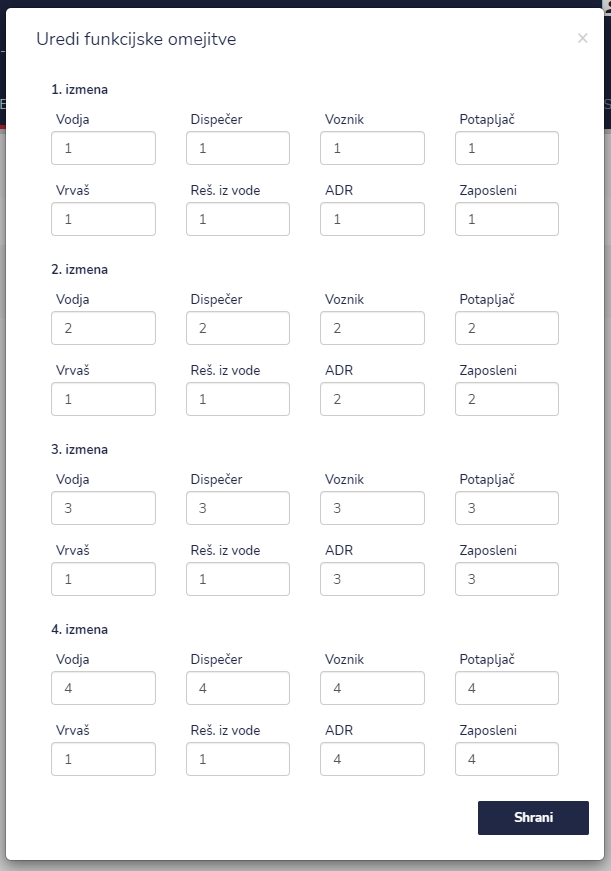 Uredi funkcijske omejitve ×
1. izmena
Vodja Dispečer Voznik Potapljač
1 1 1 1
Vrvaš Reš. iz vode ADR Zaposleni
1 1 1 1
2. izmena
Vodja Dispečer Voznik Potapljač
2 2 2 2
Vrvaš Reš. iz vode ADR Zaposleni
1 1 2 2
3. izmena
Vodja Dispečer Voznik Potapljač
3 3 3 3
Vrvaš Reš. iz vode ADR Zaposleni
1 1 3 3
4. izmena
Vodja Dispečer Voznik Potapljač
4 4 4 4
Vrvaš Reš. iz vode ADR Zaposleni
1 1 4 4
Shrani